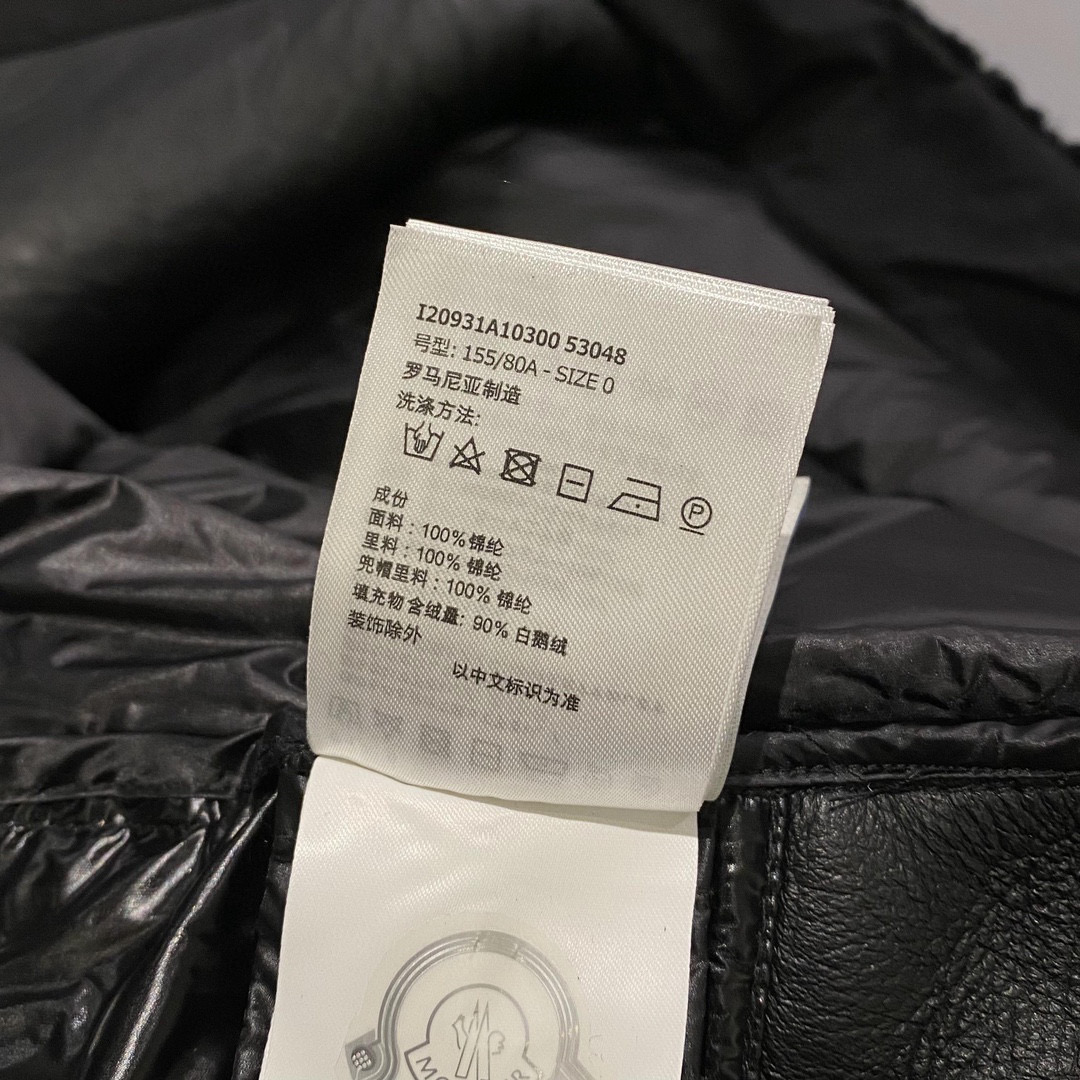 I20931A10300 53048
号型: 155/80A - SIZE 0
罗马尼亚制造
洗涤方法:
P
成份
面料 : 100% 锦纶
里料 : 100% 锦纶
兜帽里料 : 100% 锦纶
填充物 含绒量: 90% 白鹅绒
装饰除外
以中文标识为准